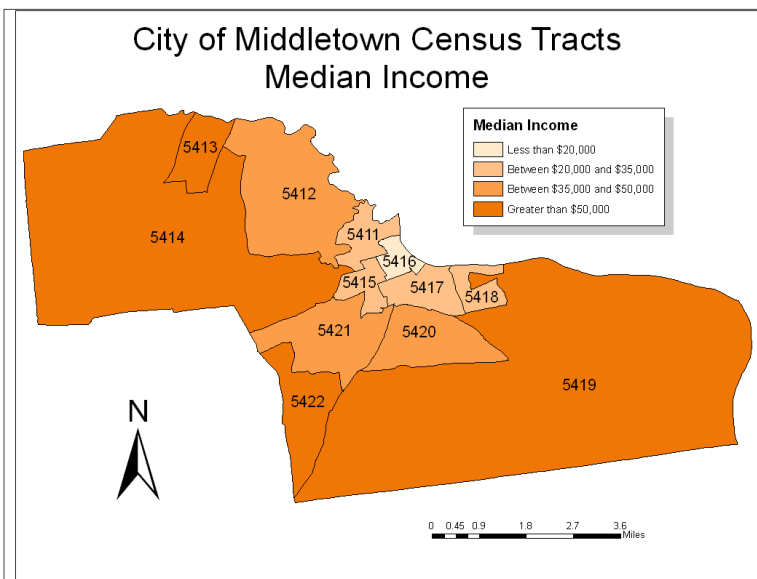 City of Middletown Census Tracts
Median Income
Median Income
Less than $20,000
Between $20,000 and $35,000
Between $35,000 and $50,000
Greater than $50,000
5413
5412
5414
5411
5416
5415
5417
5418
5421
5420
5419
5422
N
0 0.45 0.9 1.8 2.7 3.6
Miles